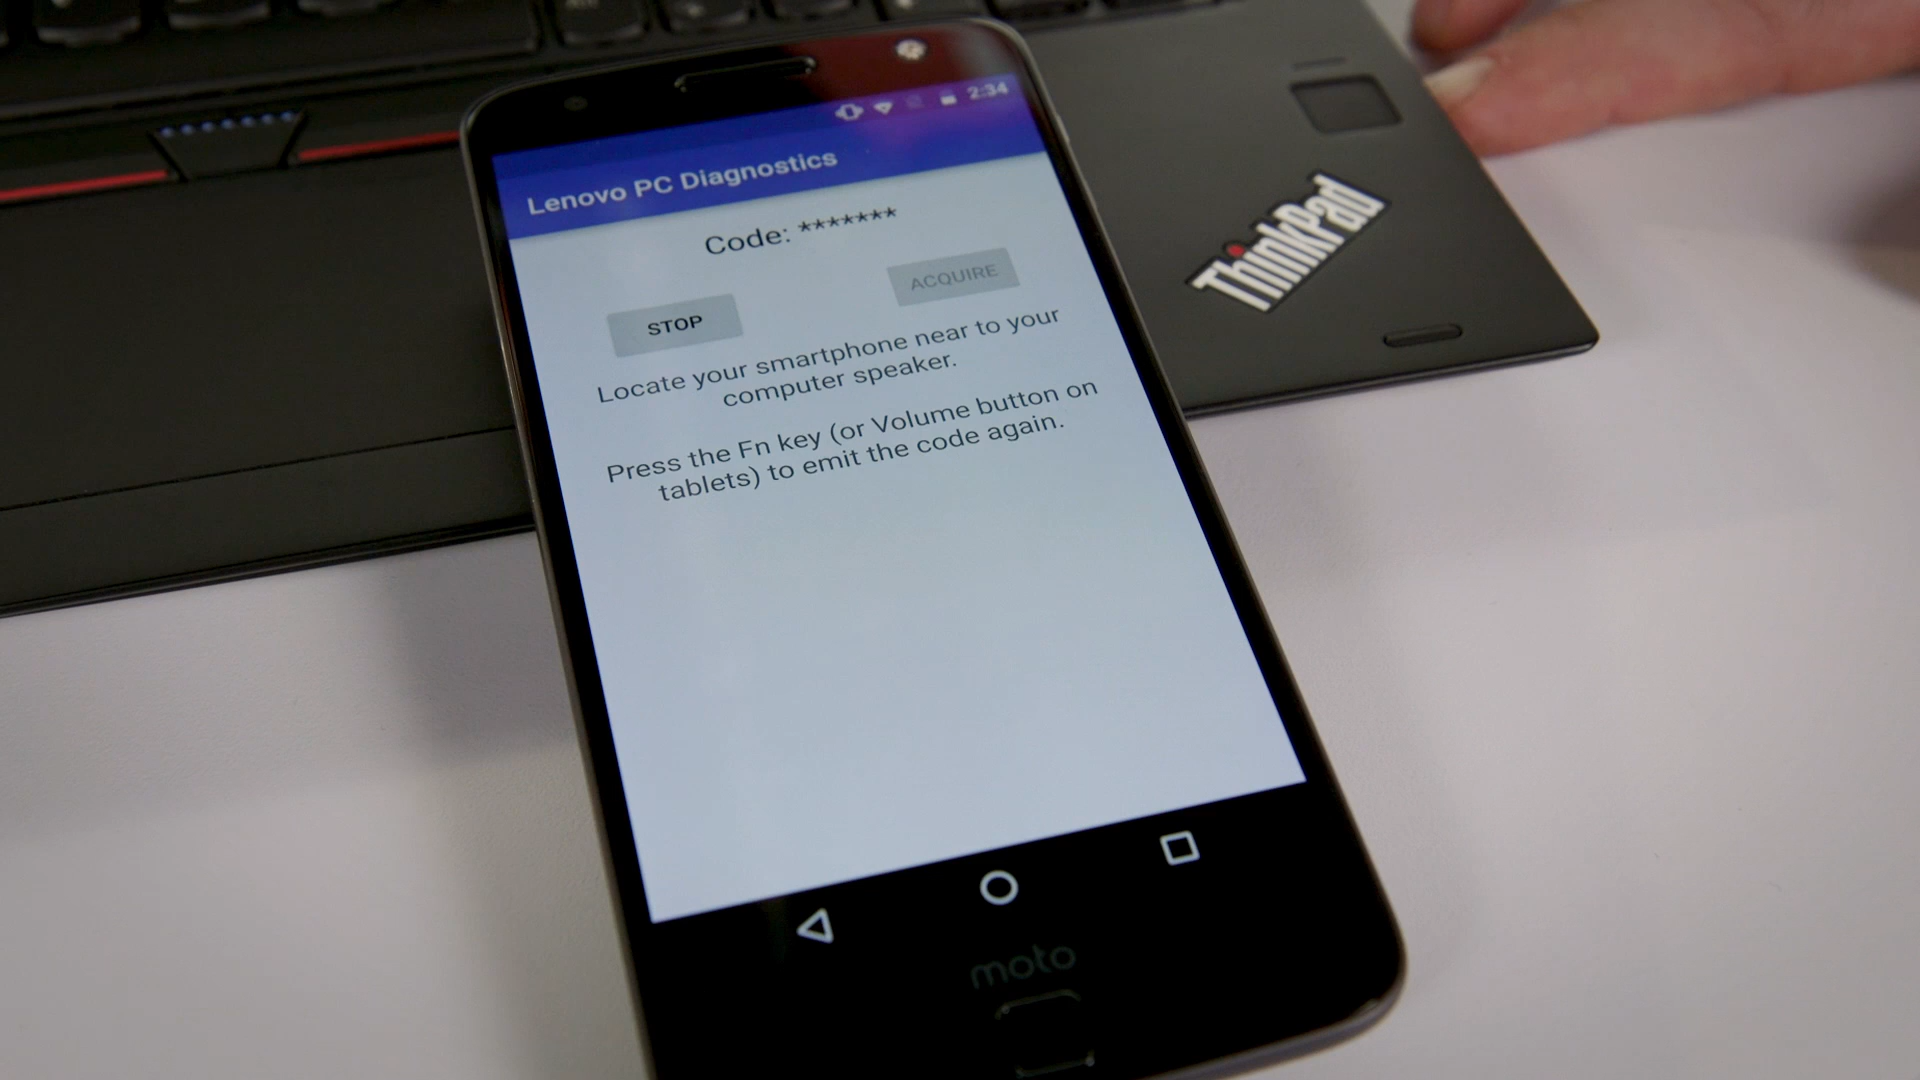 2:34
Lenovo PC Diagnostics
Code: *******
ACQUIRE
STOP
Locate your smartphone near to your
computer speaker.
Press the Fn key (or Volume button on
tablets) to emit the code again.
moto
ThinkPad